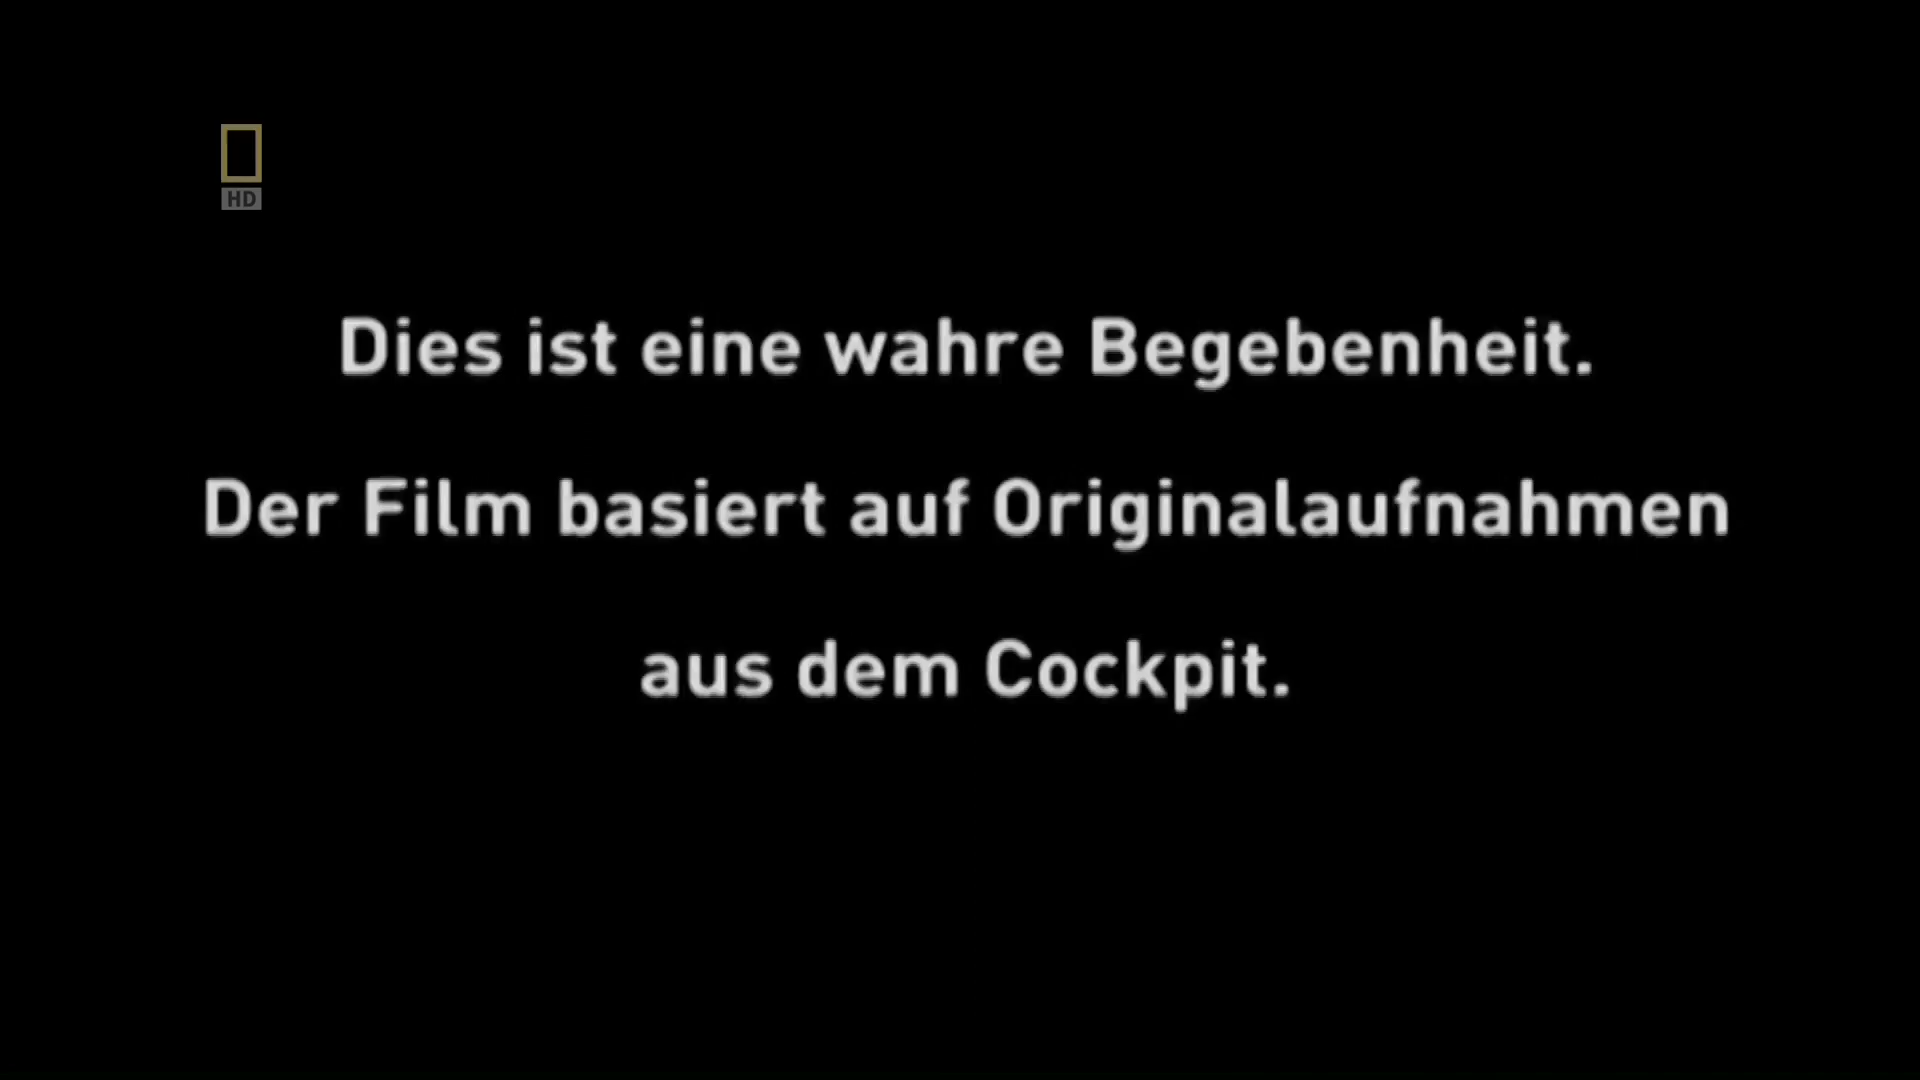 HD
Dies ist eine wahre Begebenheit.
Der Film basiert auf Originalaufnahmen
aus dem Cockpit.